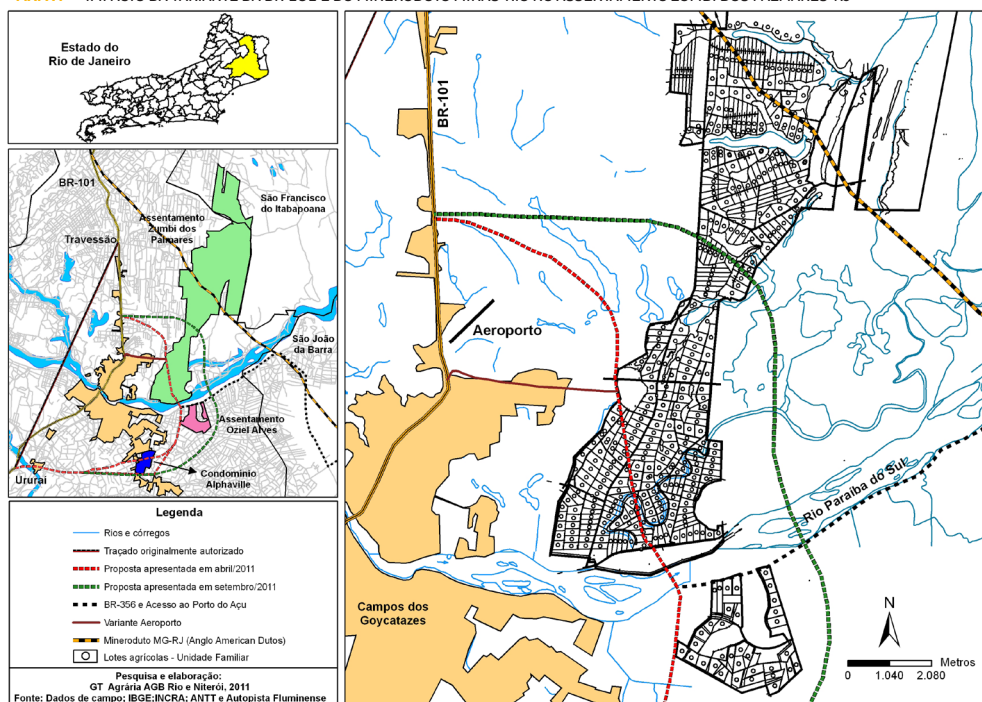 Estado do
Rio de Janeiro
BR-101
São Francisco
do Itabapoana
Assentamento
Zumbi dos
Palmares
Travessão
São João
da Barra
Assentamento
Oziel Alves
Condomínio
Alphaville
Ururaí
Legenda
Rios e córregos
Traçado originalmente autorizado
Proposta apresentada em abril/2011
Proposta apresentada em setembro/2011
BR-356 e Acesso ao Porto do Açu
Variante Aeroporto
Mineroduto MG-RJ (Anglo American Dutos)
Lotes agrícolas - Unidade Familiar
Pesquisa e elaboração:
GT Agrária AGB Rio e Niterói, 2011
Fonte: Dados de campo; IBGE;INCRA; ANTT e Autopista Fluminense
BR-101
Aeroporto
Rio Paraíba do Sul
Campos dos
Goycatazes
N
Metros
0 1.040 2.080